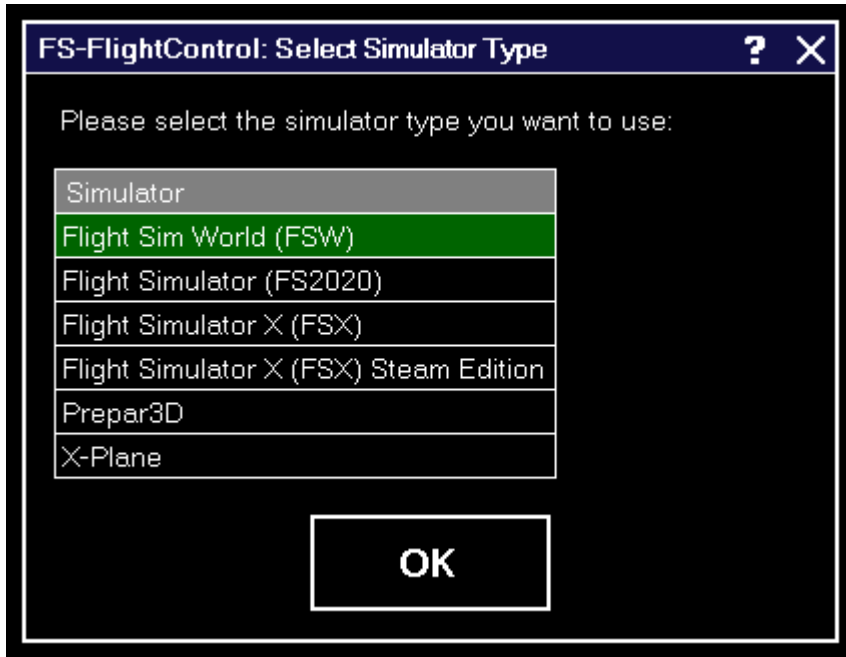 FS-FlightControl: Select Simulator Type ? X
Please select the simulator type you want to use:
Simulator
Flight Sim World (FSW)
Flight Simulator (FS2020)
Flight Simulator X (FSX)
Flight Simulator X (FSX) Steam Edition
Prepar3D
X-Plane
OK